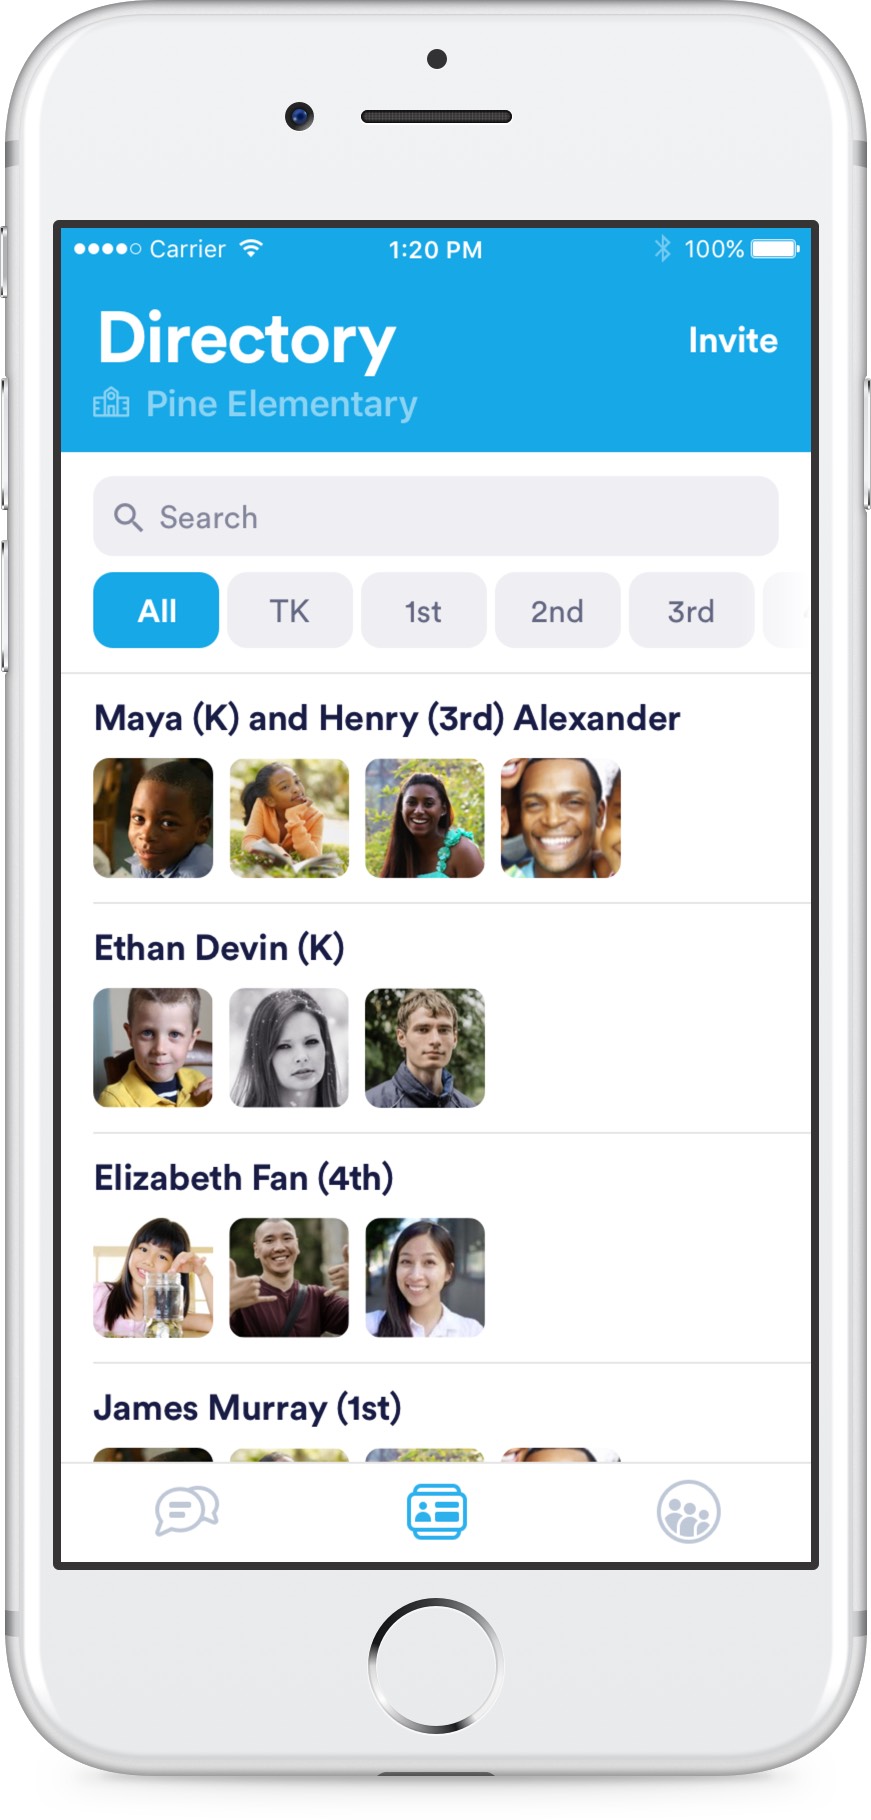 Carrier 1:20 PM 100%
Directory
Invite
Pine Elementary
Search
All TK 1st 2nd 3rd
Maya (K) and Henry (3rd) Alexander
Ethan Devin (K)
Elizabeth Fan (4th)
James Murray (1st)